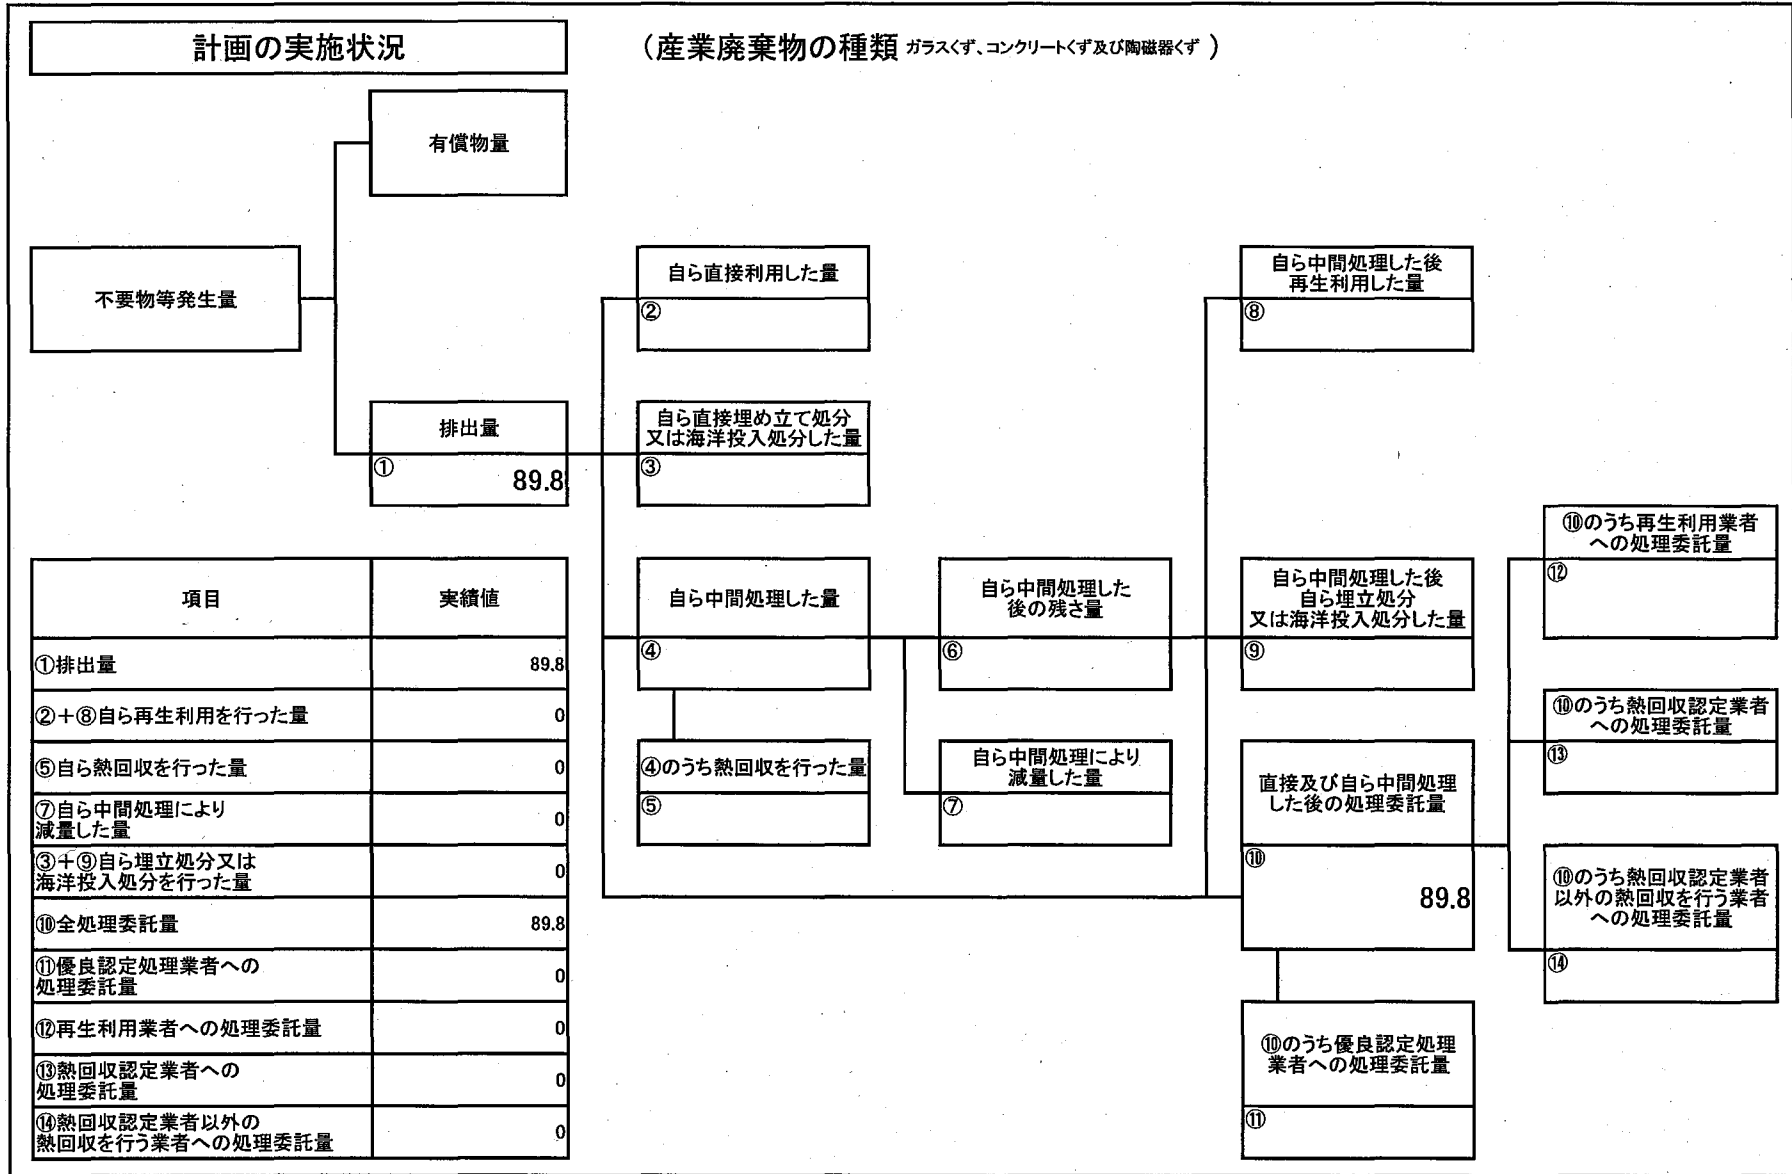 計画の実施状況
（産業廃棄物の種類 ガラスくず、コンクリートくず及び陶磁器くず ）
有償物量
不要物等発生量
自ら直接利用した量
②
自ら中間処理した後
再生利用した量
⑧
排出量
①
89.8
自ら直接埋め立て処分
又は海洋投入処分した量
③
⑩のうち再生利用業者
への処理委託量
⑫
自ら中間処理した量
④
自ら中間処理した
後の残さ量
⑥
自ら中間処理した後
自ら埋立処分
又は海洋投入処分した量
⑨
⑩のうち熱回収認定業者
への処理委託量
⑬
④のうち熱回収を行った量
⑤
自ら中間処理により
減量した量
⑦
直接及び自ら中間処理
した後の処理委託量
⑩
89.8
⑩のうち熱回収認定業者
以外の熱回収を行う業者
への処理委託量
⑭
⑩のうち優良認定処理
業者への処理委託量
⑪
項目 実績値
①排出量 89.8
②＋⑧自ら再生利用を行った量 0
⑤自ら熱回収を行った量 0
⑦自ら中間処理により
減量した量 0
③＋⑨自ら埋立処分又は
海洋投入処分を行った量 0
⑩全処理委託量 89.8
⑪優良認定処理業者への
処理委託量 0
⑫再生利用業者への処理委託量 0
⑬熱回収認定業者への
処理委託量 0
⑭熱回収認定業者以外の
熱回収を行う業者への処理委託量 0